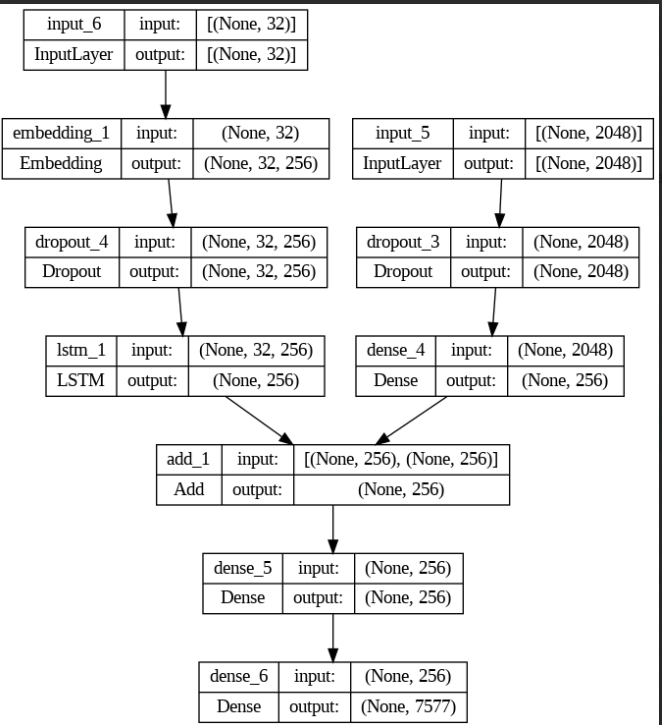 input_6 input: [(None, 32)]
InputLayer output: [(None, 32)]
embedding_1 input: (None, 32)
Embedding output: (None, 32, 256)
input_5 input: [(None, 2048)]
InputLayer output: [(None, 2048)]
dropout_4 input: (None, 32, 256)
Dropout output: (None, 32, 256)
dropout_3 input: (None, 2048)
Dropout output: (None, 2048)
lstm_1 input: (None, 32, 256)
LSTM output: (None, 256)
dense_4 input: (None, 2048)
Dense output: (None, 256)
add_1 input: [(None, 256), (None, 256)]
Add output: (None, 256)
dense_5 input: (None, 256)
Dense output: (None, 256)
dense_6 input: (None, 256)
Dense output: (None, 7577)